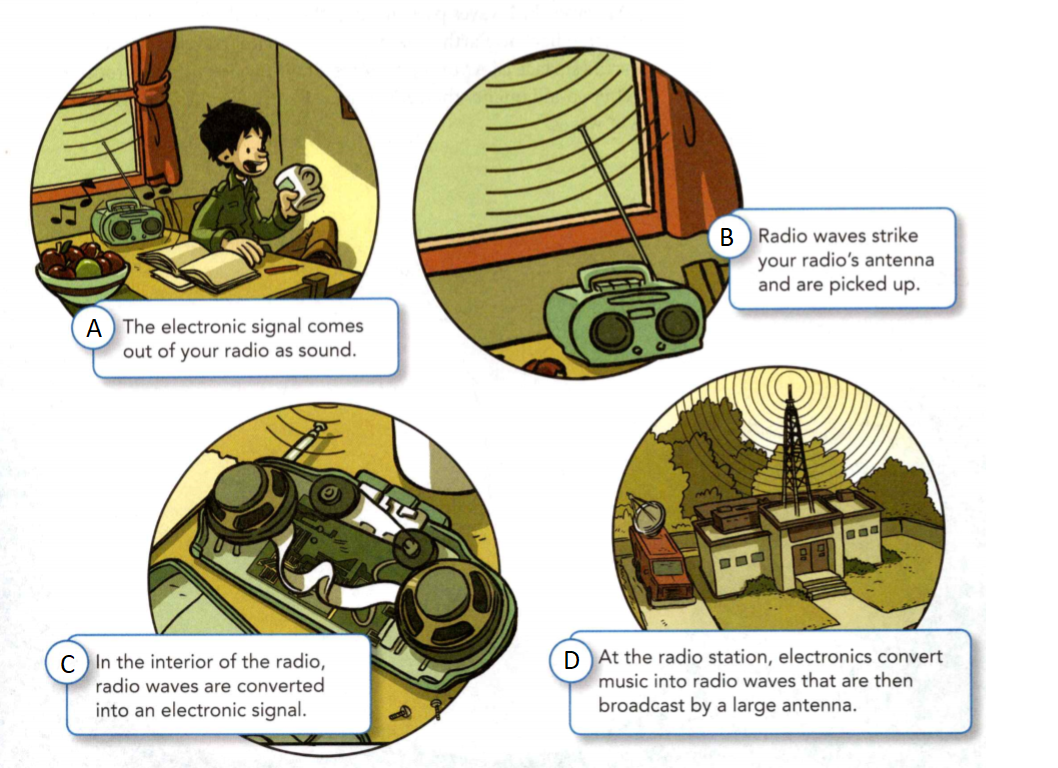 A
The electronic signal comes
out of your radio as sound.
B
Radio waves strike
your radio's antenna
and are picked up.
C
In the interior of the radio,
radio waves are converted
into an electronic signal.
D
At the radio station, electronics convert
music into radio waves that are then
broadcast by a large antenna.